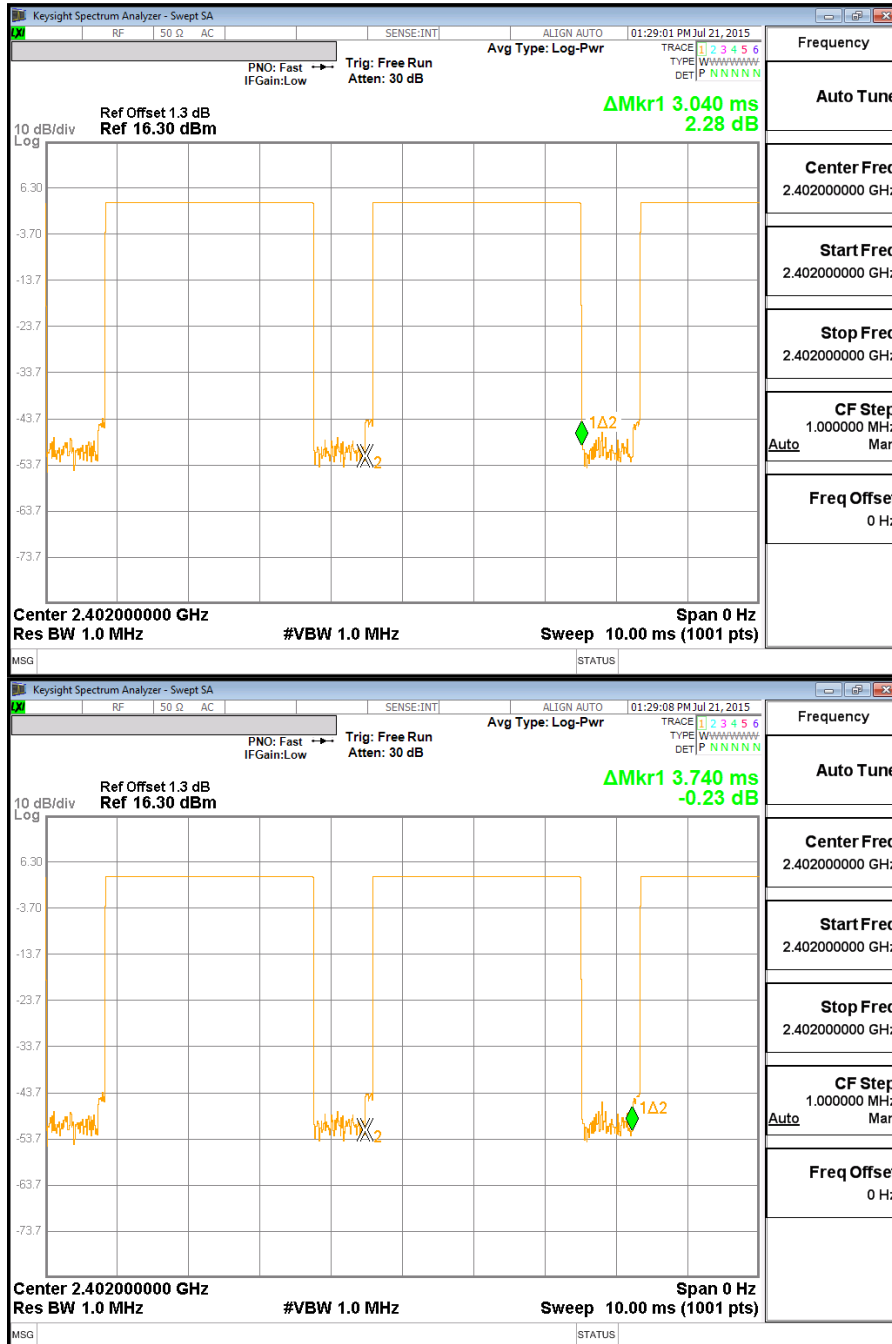 Keysight Spectrum Analyzer - Swept SA
LXI RF 50 Ω AC SENSE:INT ALIGN AUTO 01:29:01 PM Jul 21, 2015
Frequency
PNO: Fast
IFGain:Low
Trig: Free Run
Atten: 30 dB
Avg Type: Log-Pwr
TRACE 1 2 3 4 5 6
TYPE WWWWWW
DET P N N N N N
Auto Tune
ΔMkr1 3.040 ms
2.28 dB
Ref Offset 1.3 dB
10 dB/div Ref 16.30 dBm
Log
Center Freq
2.402000000 GHz
6.30
-3.70
-13.7
-23.7
-33.7
-43.7
-53.7
-63.7
-73.7
1Δ2
2
Start Freq
2.402000000 GHz
Stop Freq
2.402000000 GHz
CF Step
1.000000 MHz
Auto Man
Freq Offset
0 Hz
Center 2.402000000 GHz Span 0 Hz
Res BW 1.0 MHz #VBW 1.0 MHz Sweep 10.00 ms (1001 pts)
MSG STATUS
Keysight Spectrum Analyzer - Swept SA
LXI RF 50 Ω AC SENSE:INT ALIGN AUTO 01:29:08 PM Jul 21, 2015
Frequency
PNO: Fast
IFGain:Low
Trig: Free Run
Atten: 30 dB
Avg Type: Log-Pwr
TRACE 1 2 3 4 5 6
TYPE WWWWWW
DET P N N N N N
Auto Tune
ΔMkr1 3.740 ms
-0.23 dB
Ref Offset 1.3 dB
10 dB/div Ref 16.30 dBm
Log
Center Freq
2.402000000 GHz
6.30
-3.70
-13.7
-23.7
-33.7
-43.7
-53.7
-63.7
-73.7
1Δ2
2
Start Freq
2.402000000 GHz
Stop Freq
2.402000000 GHz
CF Step
1.000000 MHz
Auto Man
Freq Offset
0 Hz
Center 2.402000000 GHz Span 0 Hz
Res BW 1.0 MHz #VBW 1.0 MHz Sweep 10.00 ms (1001 pts)
MSG STATUS